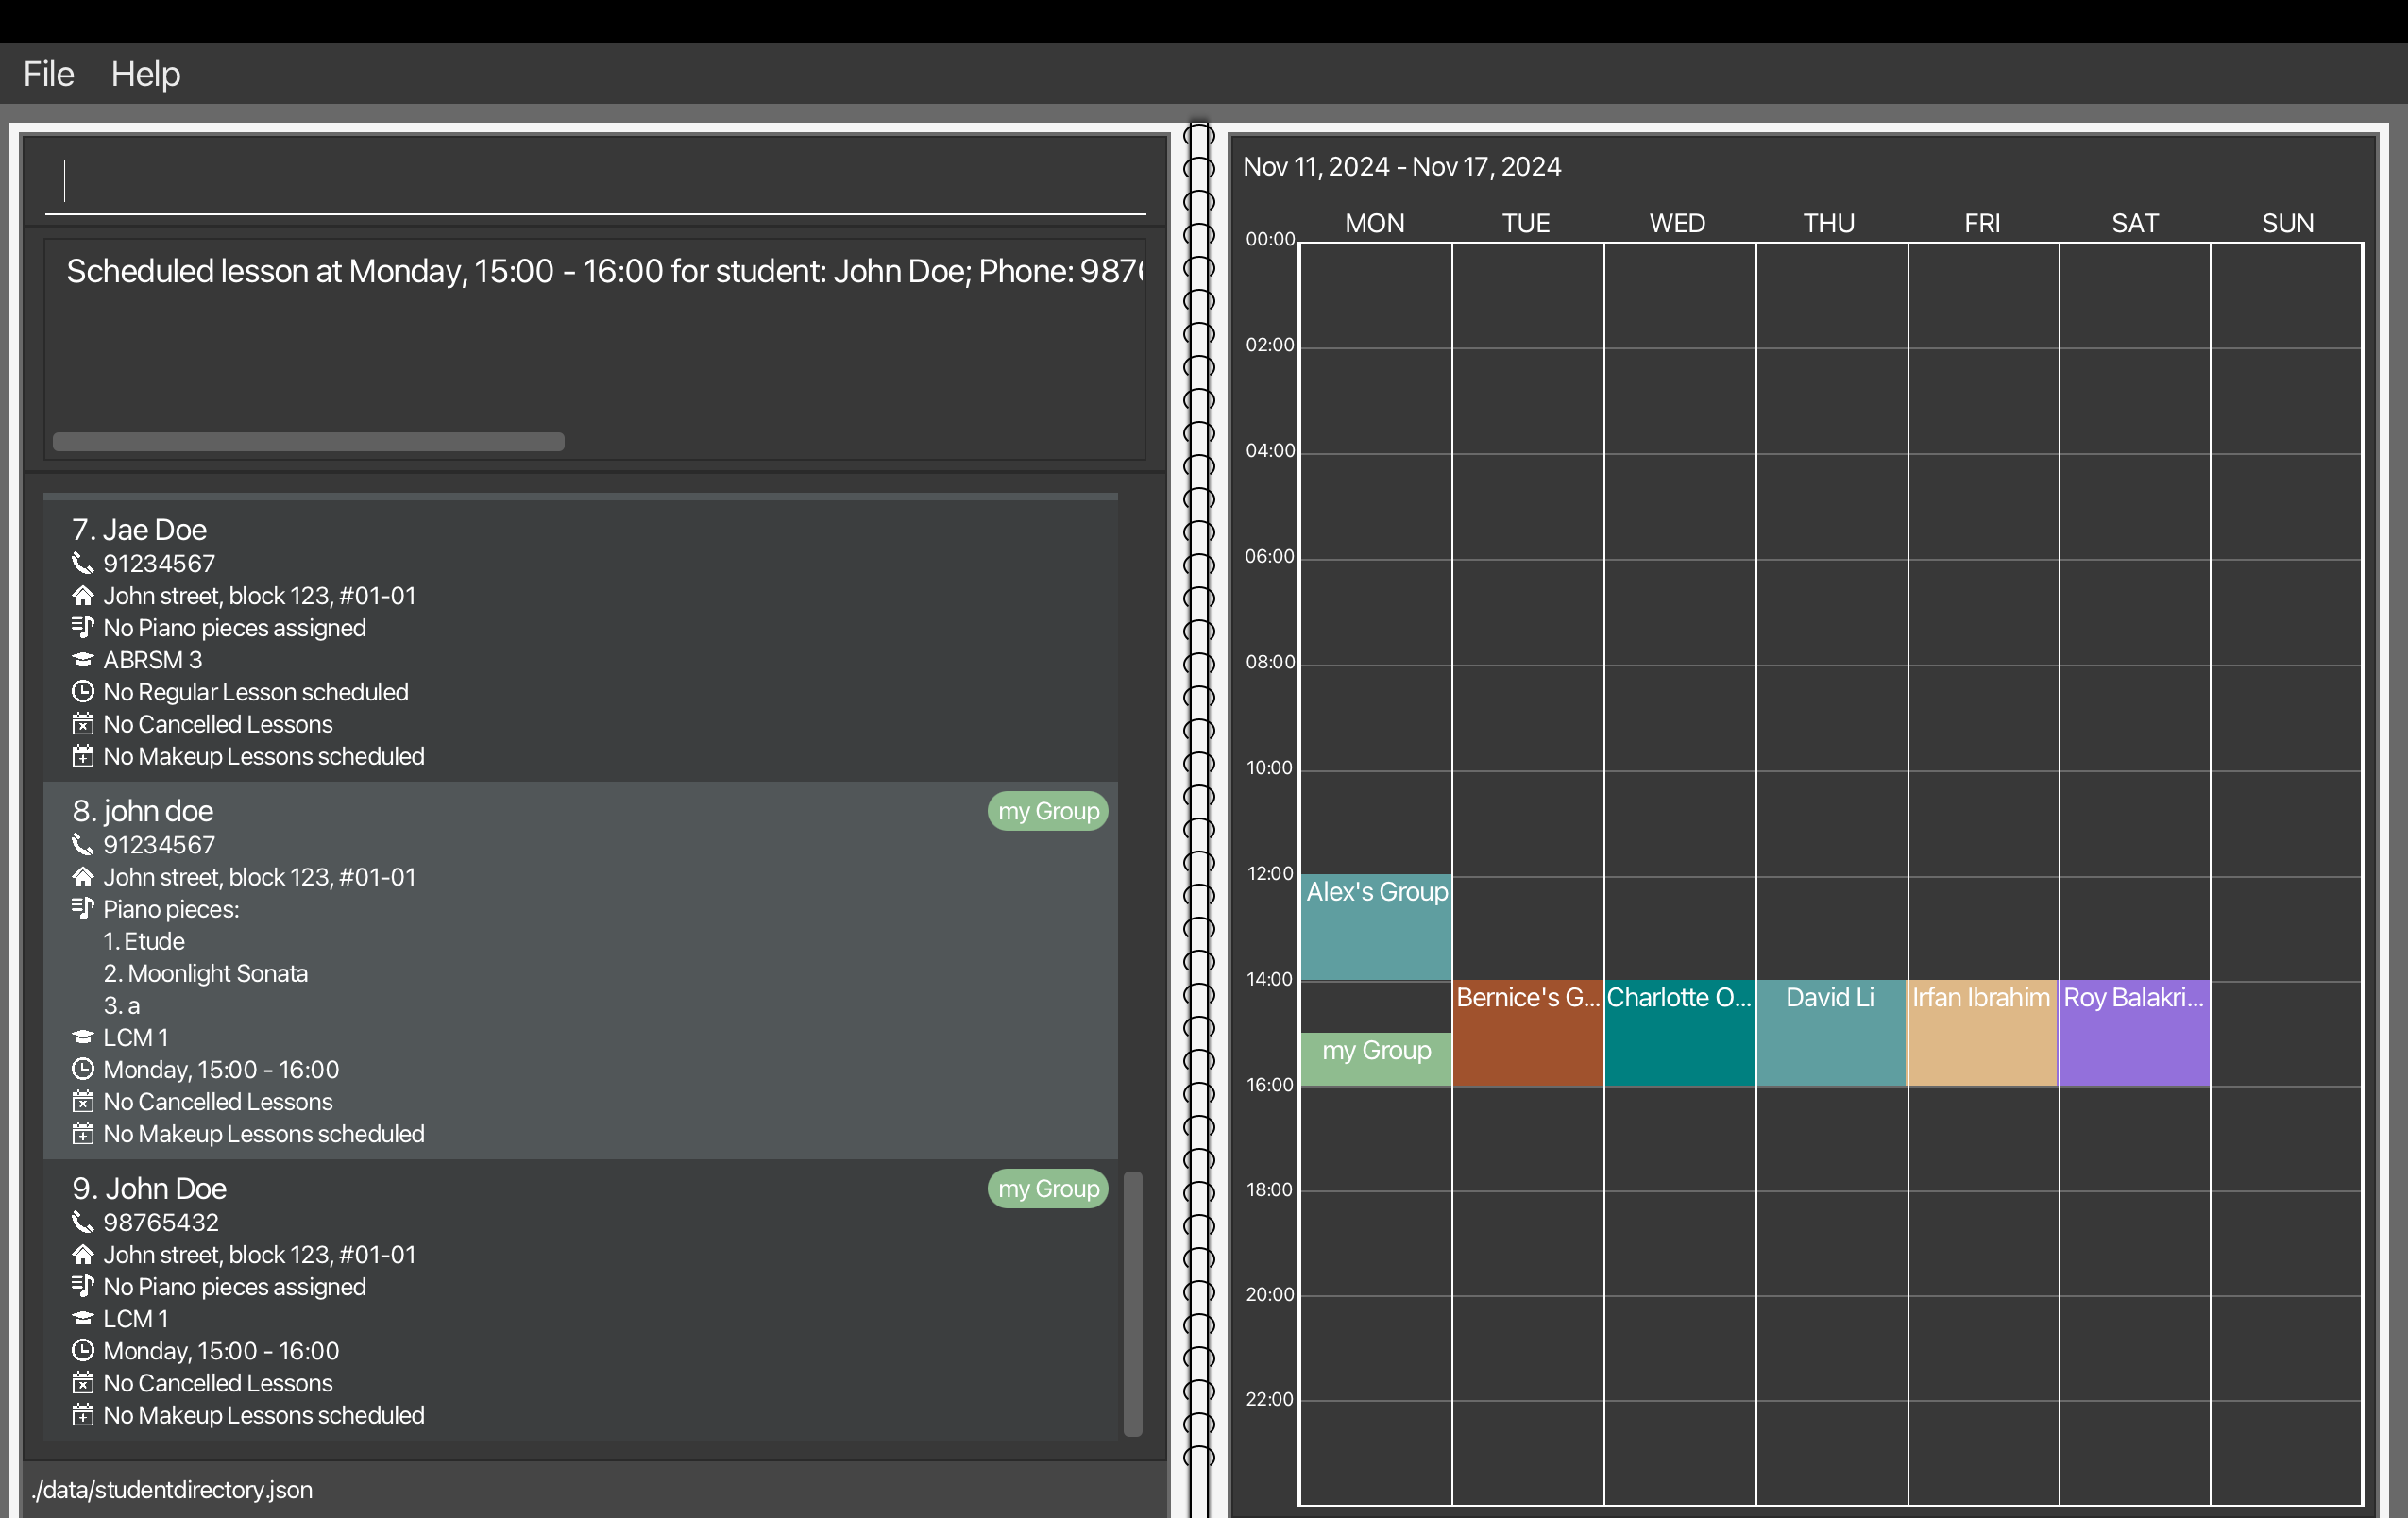 File Help
Scheduled lesson at Monday, 15:00 - 16:00 for student: John Doe; Phone: 987
7. Jae Doe
91234567
John street, block 123, #01-01
No Piano pieces assigned
ABRSM 3
No Regular Lesson scheduled
No Cancelled Lessons
No Makeup Lessons scheduled
8. john doe my Group
91234567
John street, block 123, #01-01
Piano pieces:
1. Etude
2. Moonlight Sonata
3. a
LCM 1
Monday, 15:00 - 16:00
No Cancelled Lessons
No Makeup Lessons scheduled
9. John Doe my Group
98765432
John street, block 123, #01-01
No Piano pieces assigned
LCM 1
Monday, 15:00 - 16:00
No Cancelled Lessons
No Makeup Lessons scheduled
./data/studentdirectory.json
Nov 11, 2024 - Nov 17, 2024
MON TUE WED THU FRI SAT SUN
00:00
02:00
04:00
06:00
08:00
10:00
12:00
Alex's Group
14:00
Bernice's G... Charlotte O... David Li Irfan Ibrahim Roy Balakri...
my Group
16:00
18:00
20:00
22:00